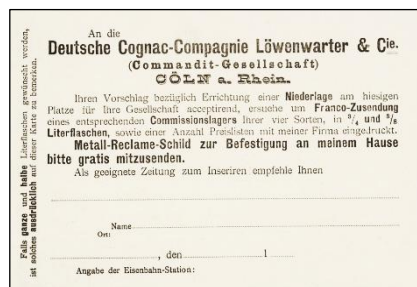 An die
Deutsche Cognac-Compagnie Löwenwarter & Cie.
(Commandit-Gesellschaft)
CÖLN a. Rhein.
Ihren Vorschlag bezüglich Errichtung einer Niederlage am hiesigen
Platze für Ihre Gesellschaft acceptirend, ersuche um Franco-Zusendung
eines entsprechenden Commissionslagers Ihrer vier Sorten, in 3/4 und 3/8
Literflaschen, sowie einer Anzahl Preislisten mit meiner Firma eingedruckt.
Metall-Reclame-Schild zur Befestigung an meinem Hause
bitte gratis mitzusenden.
Als geeignete Zeitung zum Inseriren empfehle Ihnen
Name
Ort:
, den 1
Angabe der Eisenbahn-Station:
Falls ganze und halbe Literflaschen gewünscht werden,
ist solches ausdrücklich auf dieser Karte zu bemerken.